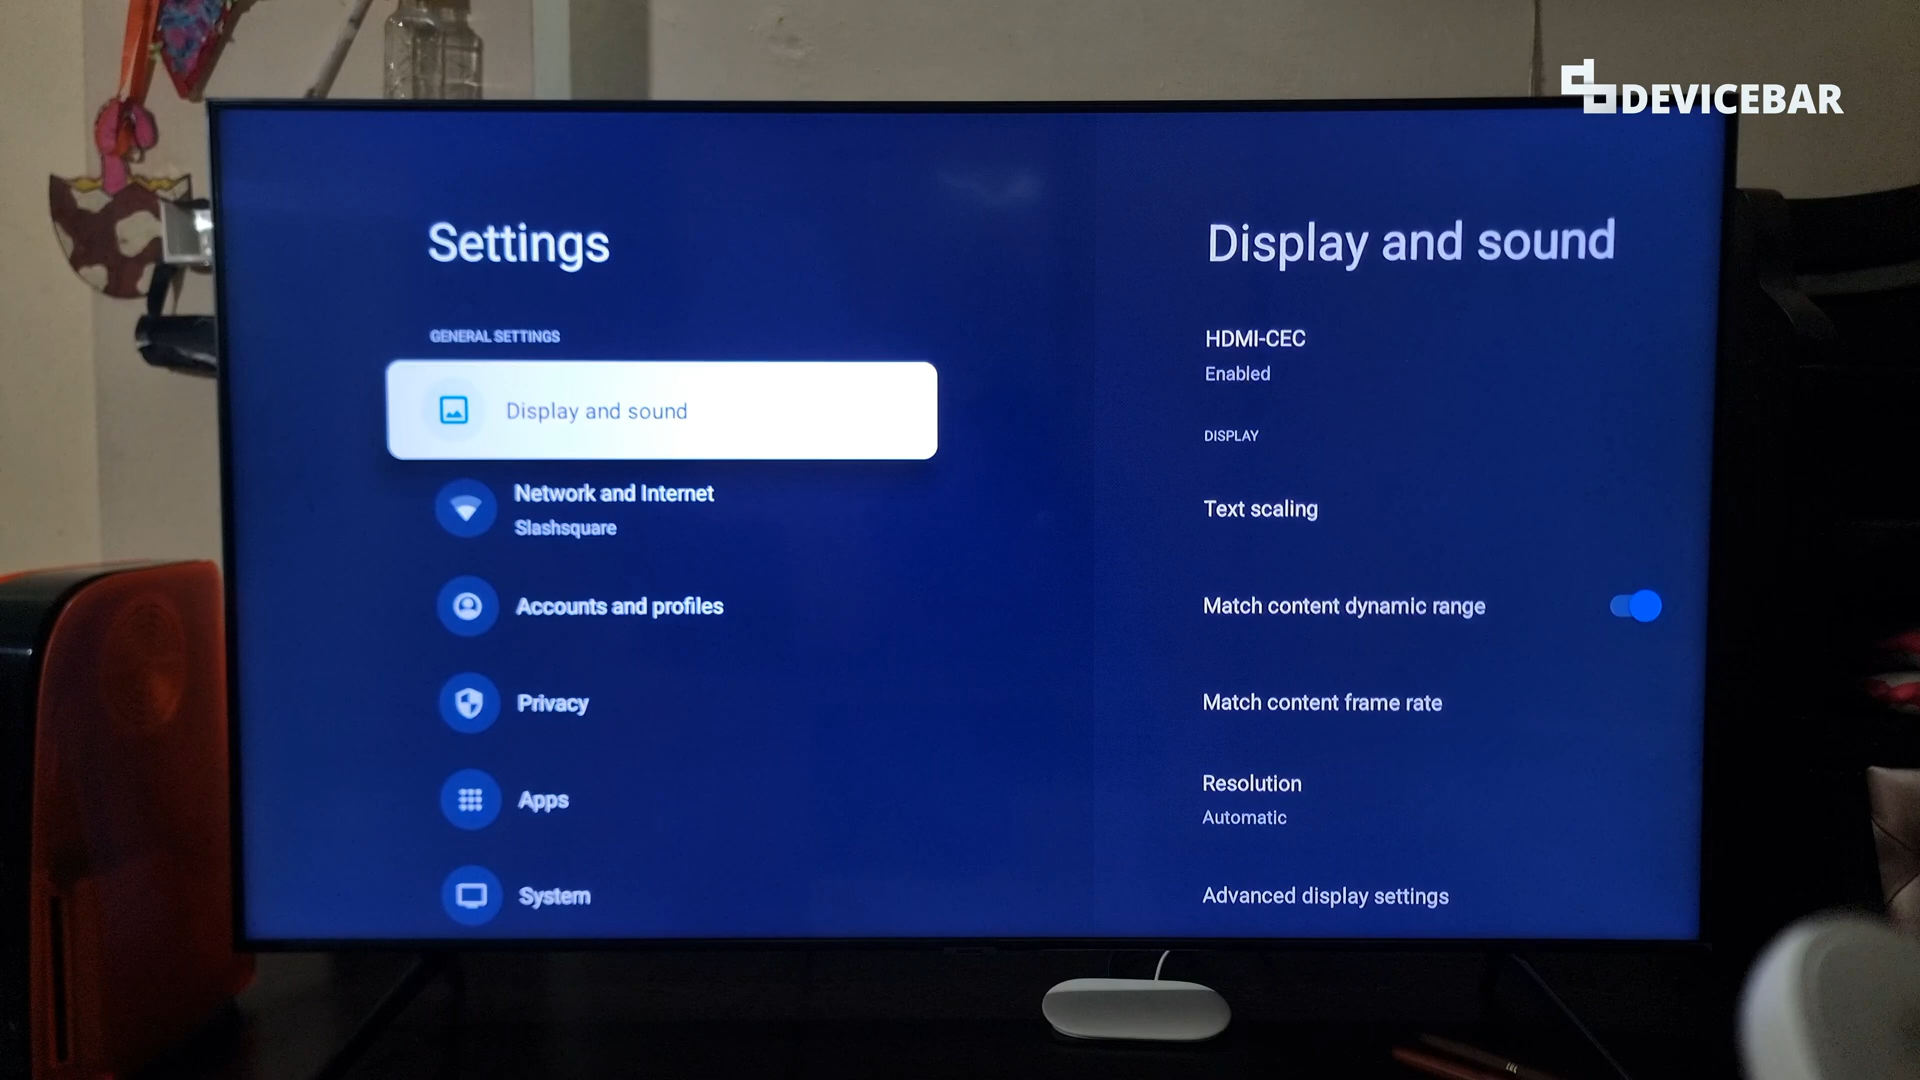 DEVICEBAR
Settings
GENERAL SETTINGS
Display and sound
Network and Internet
Slashsquare
Accounts and profiles
Privacy
Apps
System
Display and sound
HDMI-CEC
Enabled
DISPLAY
Text scaling
Match content dynamic range
Match content frame rate
Resolution
Automatic
Advanced display settings